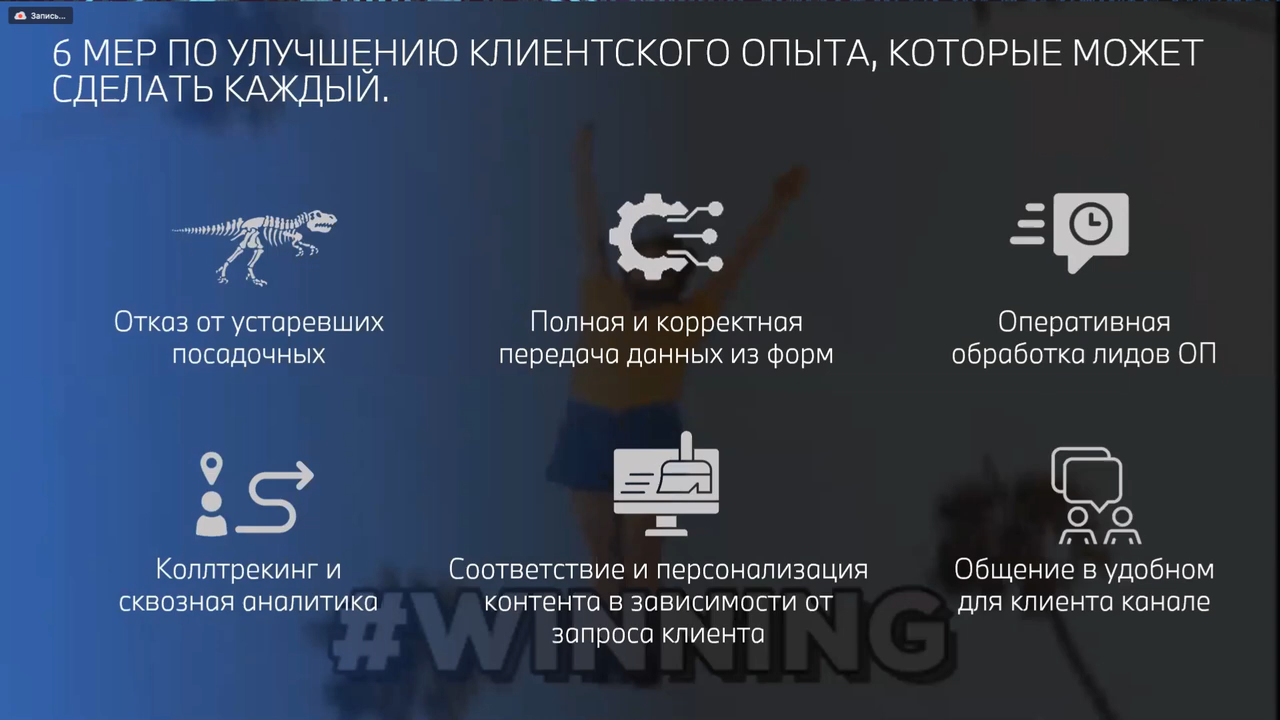 Запись...
6 МЕР ПО УЛУЧШЕНИЮ КЛИЕНТСКОГО ОПЫТА, КОТОРЫЕ МОЖЕТ
СДЕЛАТЬ КАЖДЫЙ.
Отказ от устаревших
посадочных
Полная и корректная
передача данных из форм
Оперативная
обработка лидов ОП
Коллтрекинг и
сквозная аналитика
Соответствие и персонализация
контента в зависимости от
запроса клиента
Общение в удобном
для клиента канале
#WINNING